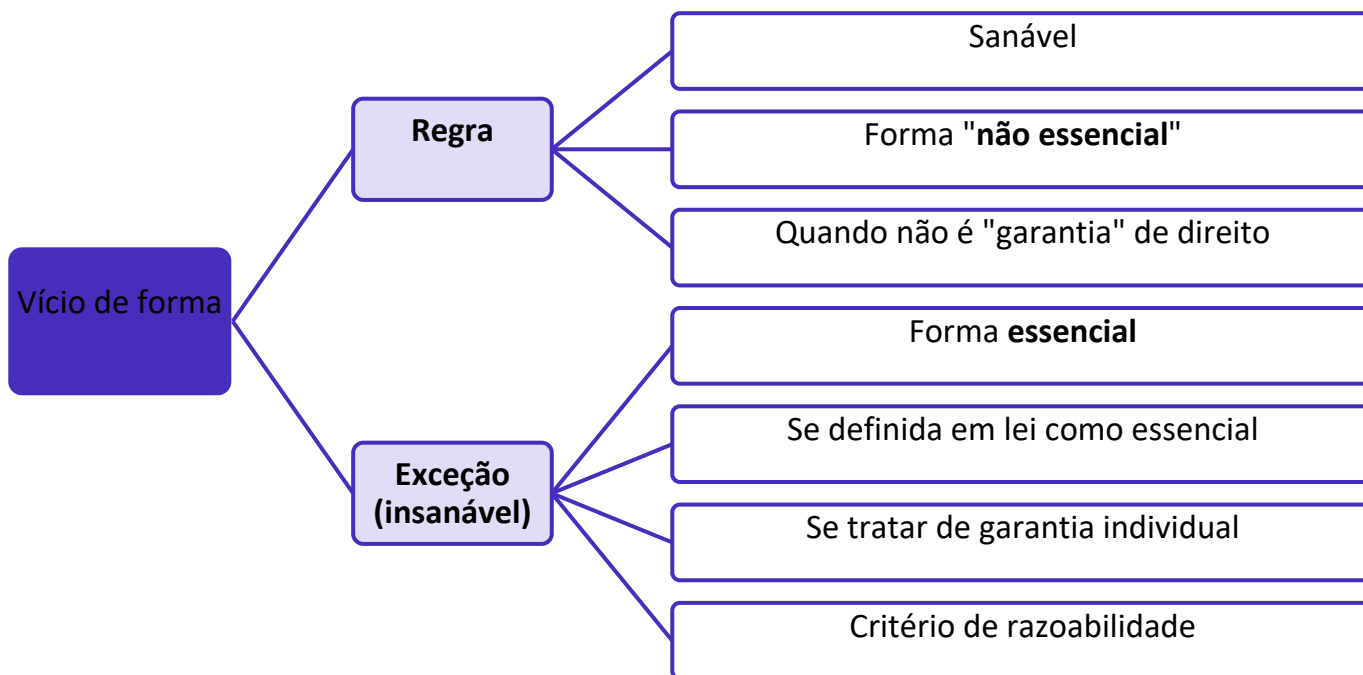 Vício de forma
Regra
Sanável
Forma "não essencial"
Quando não é "garantia" de direito
Exceção
(insanável)
Forma essencial
Se definida em lei como essencial
Se tratar de garantia individual
Critério de razoabilidade